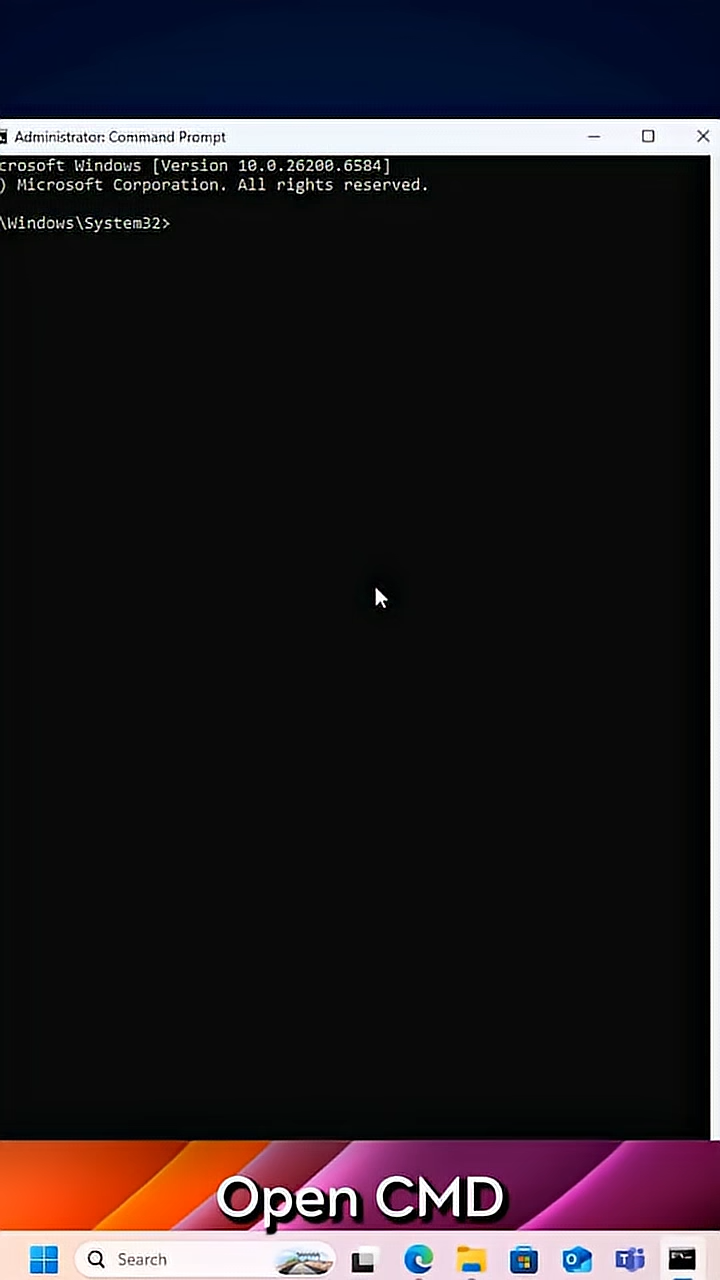 Administrator: Command Prompt
crosoft Windows [Version 10.0.26200.6584]
) Microsoft Corporation. All rights reserved.
\Windows\System32>
Open CMD
Search